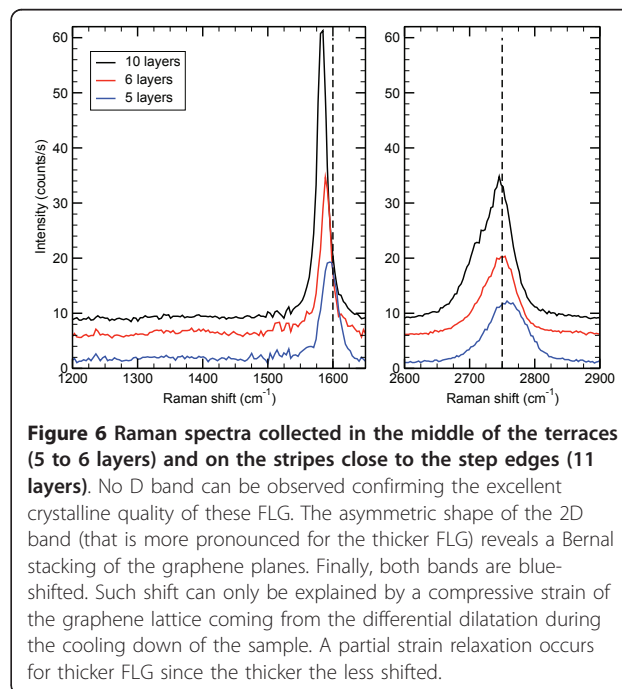 60
50
40
30
20
10
0
Intensity (counts/s)
10 layers
6 layers
5 layers
1200 1300 1400 1500 1600
Raman shift (cm-1)
60
50
40
30
20
10
0
2600 2700 2800 2900
Raman shift (cm-1)
Figure 6 Raman spectra collected in the middle of the terraces
(5 to 6 layers) and on the stripes close to the step edges (11
layers). No D band can be observed confirming the excellent
crystalline quality of these FLG. The asymmetric shape of the 2D
band (that is more pronounced for the thicker FLG) reveals a Bernal
stacking of the graphene planes. Finally, both bands are blue-
shifted. Such shift can only be explained by a compressive strain of
the graphene lattice coming from the differential dilatation during
the cooling down of the sample. A partial strain relaxation occurs
for thicker FLG since the thicker the less shifted.